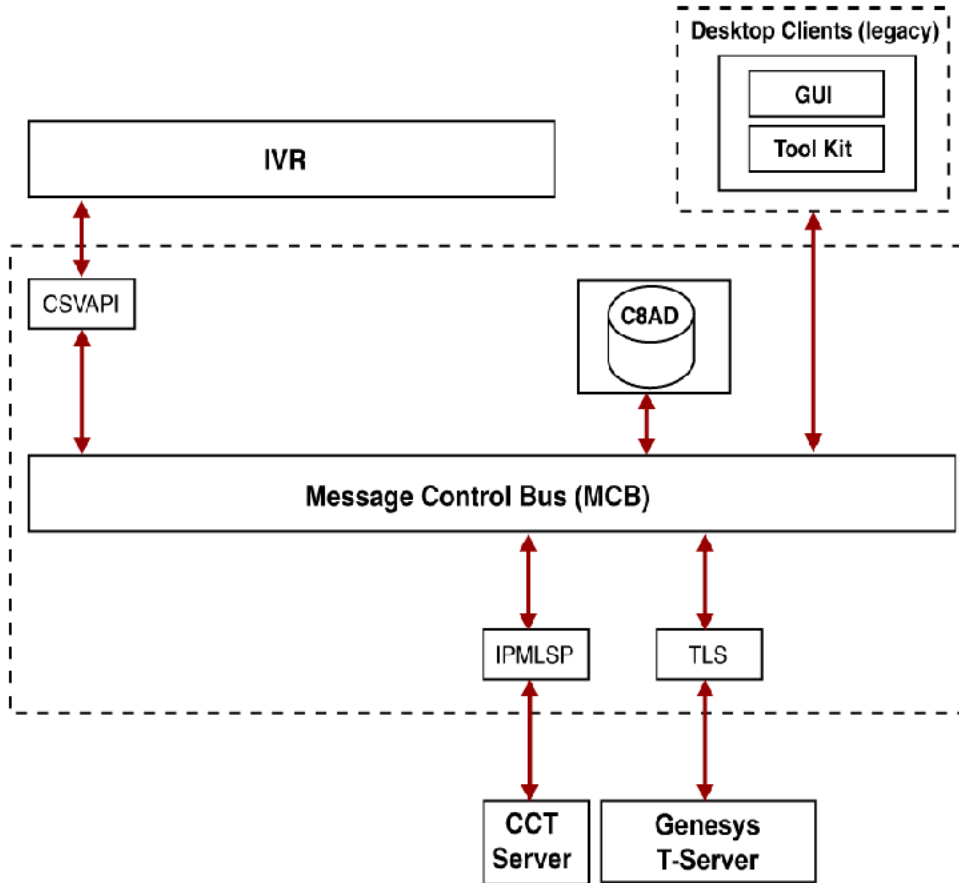 Desktop Clients (legacy)
GUI
Tool Kit
IVR
CSVAPI
C8AD
Message Control Bus (MCB)
IPMLSP
TLS
CCT
Server
Genesys
T-Server